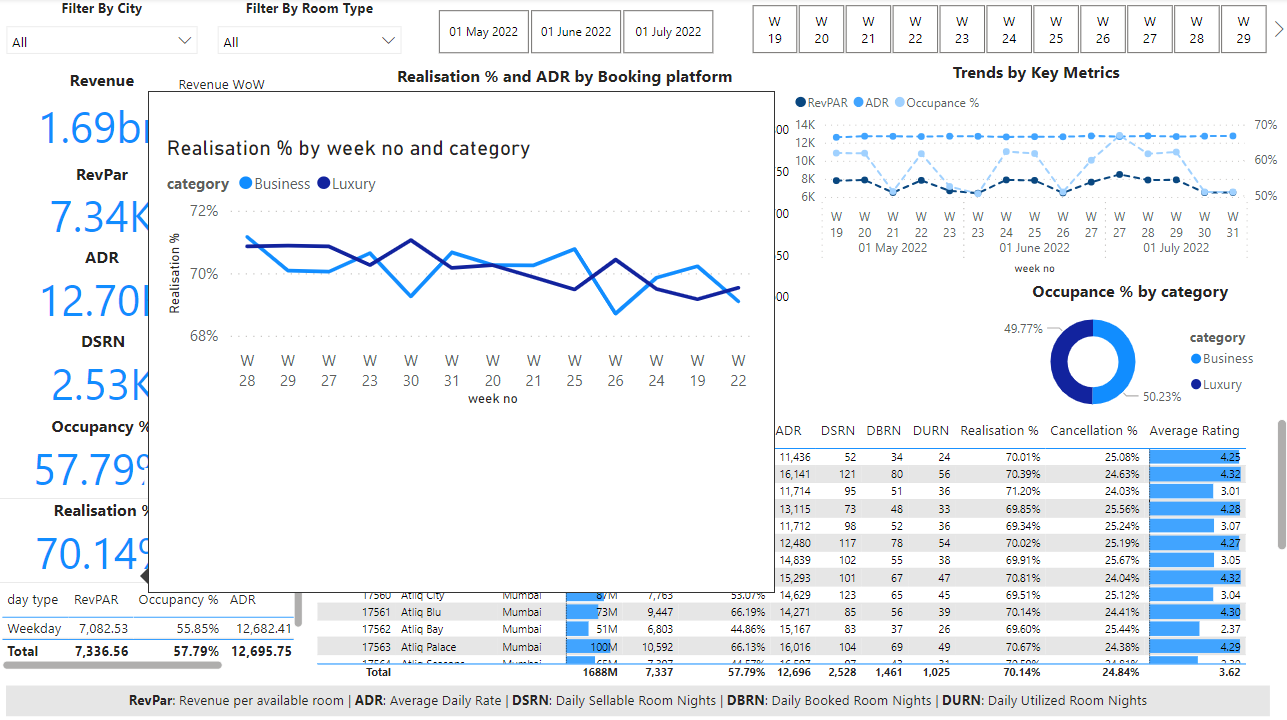 Filter By City
Filter By Room Type
All
All
01 May 2022
01 June 2022
01 July 2022
W 19
W 20
W 21
W 22
W 23
W 24
W 25
W 26
W 27
W 28
W 29
Revenue
1.69b
RevPar
7.34K
ADR
12.70
DSRN
2.53K
Occupancy %
57.79%
Realisation %
70.14%
Revenue WoW
Realisation % and ADR by Booking platform
Realisation % by week no and category
category Business Luxury
72%
70%
68%
Realisation %
W W W W W W W W W W W W W
28 29 27 23 30 31 20 21 25 26 24 19 22
week no
Trends by Key Metrics
RevPAR ADR Occupance %
14K
12K
10K
8K
6K
70%
60%
50%
W W W W W W W W W W W W W W W
19 20 21 22 23 23 24 25 26 27 27 28 29 30 31
01 May 2022 01 June 2022 01 July 2022
week no
Occupance % by category
49.77%
50.23%
category
Business
Luxury
ADR DSRN DBRN DURN Realisation % Cancellation % Average Rating
11,436 52 34 24 70.01% 25.08% 4.25
16,141 121 80 56 70.39% 24.63% 4.32
11,714 95 51 36 71.20% 24.03% 3.01
13,115 73 48 33 69.85% 25.56% 4.28
11,712 98 52 36 69.34% 25.24% 3.07
12,480 117 78 54 70.02% 25.19% 4.27
14,839 102 55 38 69.91% 25.67% 3.05
15,293 101 67 47 70.81% 24.04% 4.32
17560 Atliq City Mumbai 87M 7,763 53.07% 14,629 123 65 45 69.51% 25.12% 3.04
17561 Atliq Blu Mumbai 73M 9,447 66.19% 14,271 85 56 39 70.14% 24.41% 4.30
17562 Atliq Bay Mumbai 51M 6,803 44.86% 15,167 83 37 26 69.60% 25.44% 2.37
17563 Atliq Palace Mumbai 100M 10,592 66.13% 16,016 104 69 49 70.67% 24.38% 4.29
Total 1688M 7,337 57.79% 12,696 2,528 1,461 1,025 70.14% 24.84% 3.62
day type RevPAR Occupancy % ADR
Weekday 7,082.53 55.85% 12,682.41
Total 7,336.56 57.79% 12,695.75
RevPar: Revenue per available room | ADR: Average Daily Rate | DSRN: Daily Sellable Room Nights | DBRN: Daily Booked Room Nights | DURN: Daily Utilized Room Nights